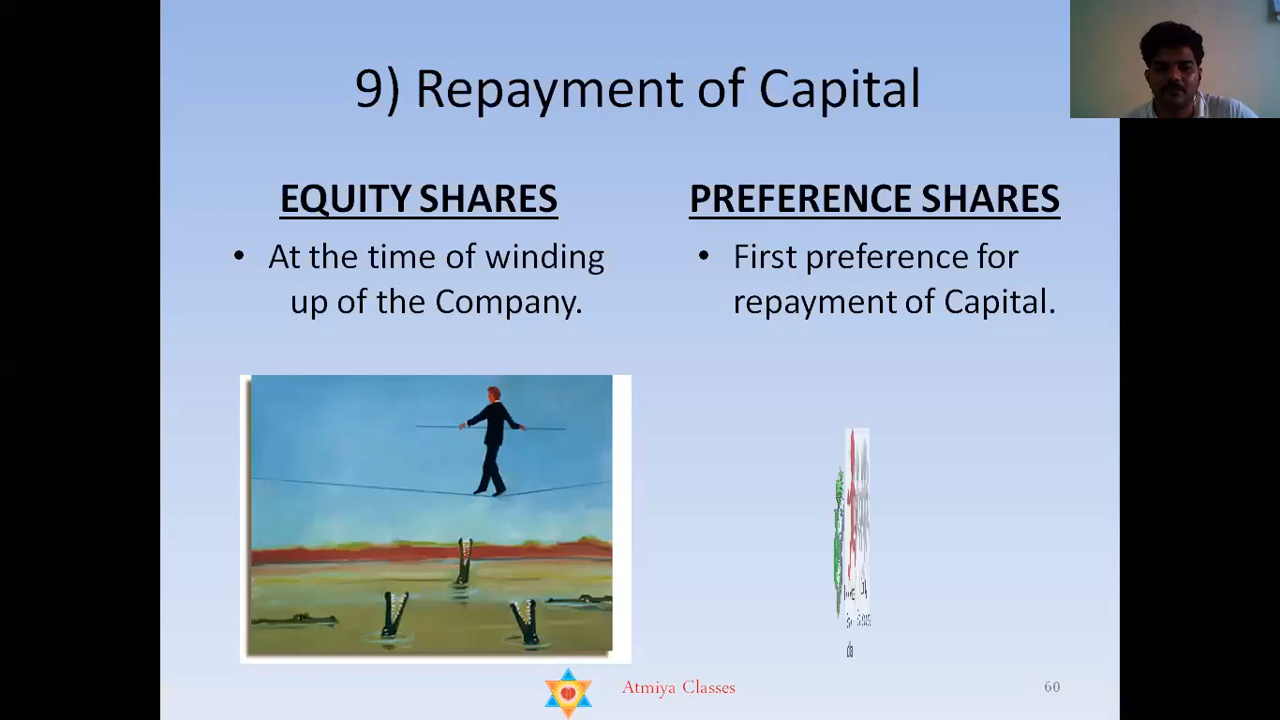 9) Repayment of Capital
EQUITY SHARES
• At the time of winding
up of the Company.
PREFERENCE SHARES
• First preference for
repayment of Capital.
Atmiya Classes
60